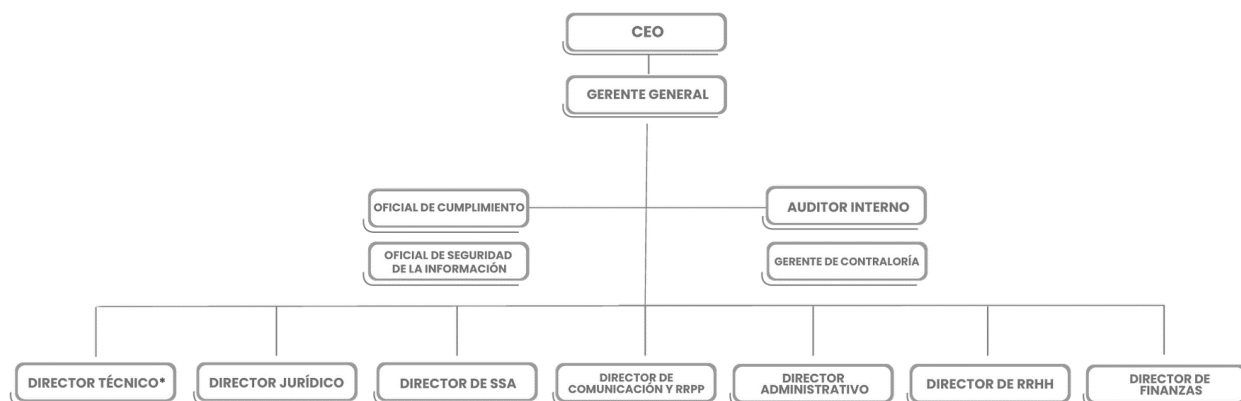 CEO
GERENTE GENERAL
OFICIAL DE CUMPLIMIENTO
AUDITOR INTERNO
OFICIAL DE SEGURIDAD
DE LA INFORMACIÓN
GERENTE DE CONTRALORÍA
DIRECTOR TÉCNICO*
DIRECTOR JURÍDICO
DIRECTOR DE SSA
DIRECTOR DE
COMUNICACIÓN Y RRPP
DIRECTOR
ADMINISTRATIVO
DIRECTOR DE RRHH
DIRECTOR DE
FINANZAS